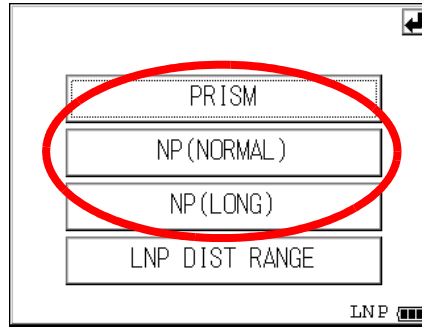 PRISM
NP(NORMAL)
NP(LONG)
LNP DIST RANGE
LNP